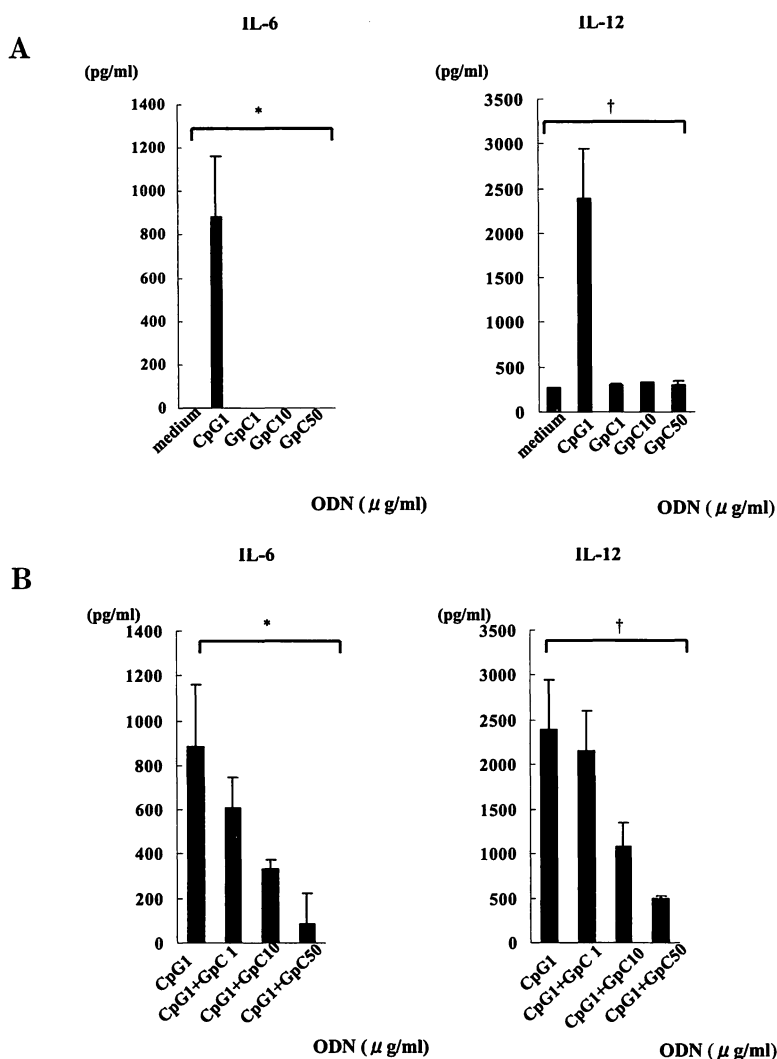 IL-6
IL-12
A
(pg/ml)
(pg/ml)
*
†
1400
1200
1000
800
600
400
200
0
3500
3000
2500
2000
1500
1000
500
0
medium
CpG1
GpC1
GpC10
GpC50
medium
CpG1
GpC1
GpC10
GpC50
ODN ( μ g/ml)
ODN ( μ g/ml)
IL-6
IL-12
B
(pg/ml)
(pg/ml)
*
†
1400
1200
1000
800
600
400
200
0
3500
3000
2500
2000
1500
1000
500
0
CpG1
CpG1+GpC 1
CpG1+GpC10
CpG1+GpC50
CpG1
CpG1+GpC 1
CpG1+GpC10
CpG1+GpC50
ODN ( μ g/ml)
ODN ( μ g/ml)